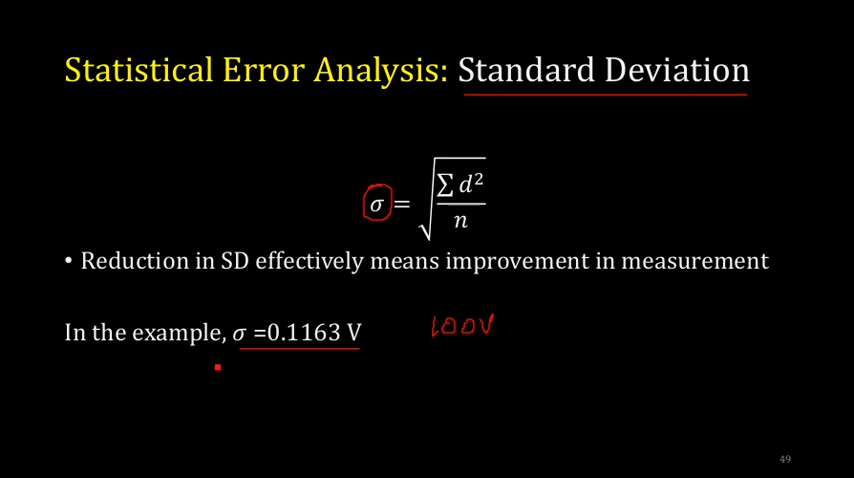 Statistical Error Analysis: Standard Deviation
σ = √(∑ d² / n)
• Reduction in SD effectively means improvement in measurement
In the example, σ =0.1163 V
100V
49